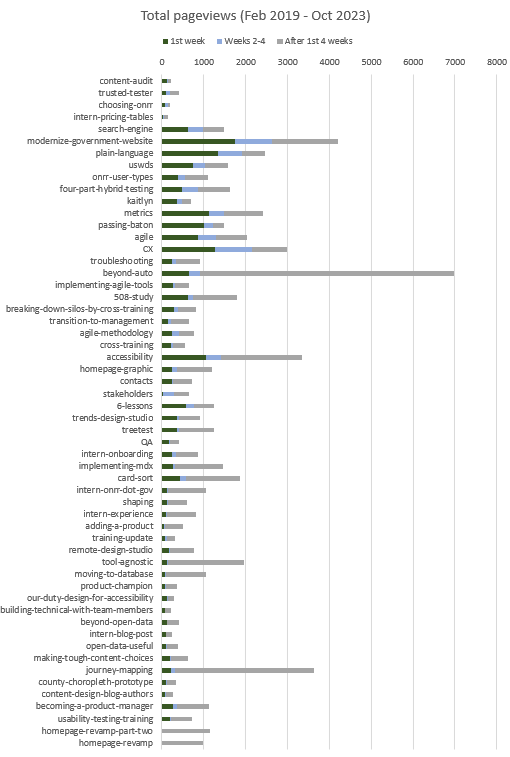 Total pageviews (Feb 2019 - Oct 2023)
1st week Weeks 2-4 After 1st 4 weeks
0 1000 2000 3000 4000 5000 6000 7000 8000
content-audit
trusted-tester
choosing-onrr
intern-pricing-tables
search-engine
modernize-government-website
plain-language
uswds
onrr-user-types
four-part-hybrid-testing
kaitlyn
metrics
passing-baton
agile
CX
troubleshooting
beyond-auto
implementing-agile-tools
508-study
breaking-down-silos-by-cross-training
transition-to-management
agile-methodology
cross-training
accessibility
homepage-graphic
contacts
stakeholders
6-lessons
trends-design-studio
treetest
QA
intern-onboarding
implementing-mdx
card-sort
intern-onrr-dot-gov
shaping
intern-experience
adding-a-product
training-update
remote-design-studio
tool-agnostic
moving-to-database
product-champion
our-duty-design-for-accessibility
building-technical-with-team-members
beyond-open-data
intern-blog-post
open-data-useful
making-tough-content-choices
journey-mapping
county-choropleth-prototype
content-design-blog-authors
becoming-a-product-manager
usability-testing-training
homepage-revamp-part-two
homepage-revamp